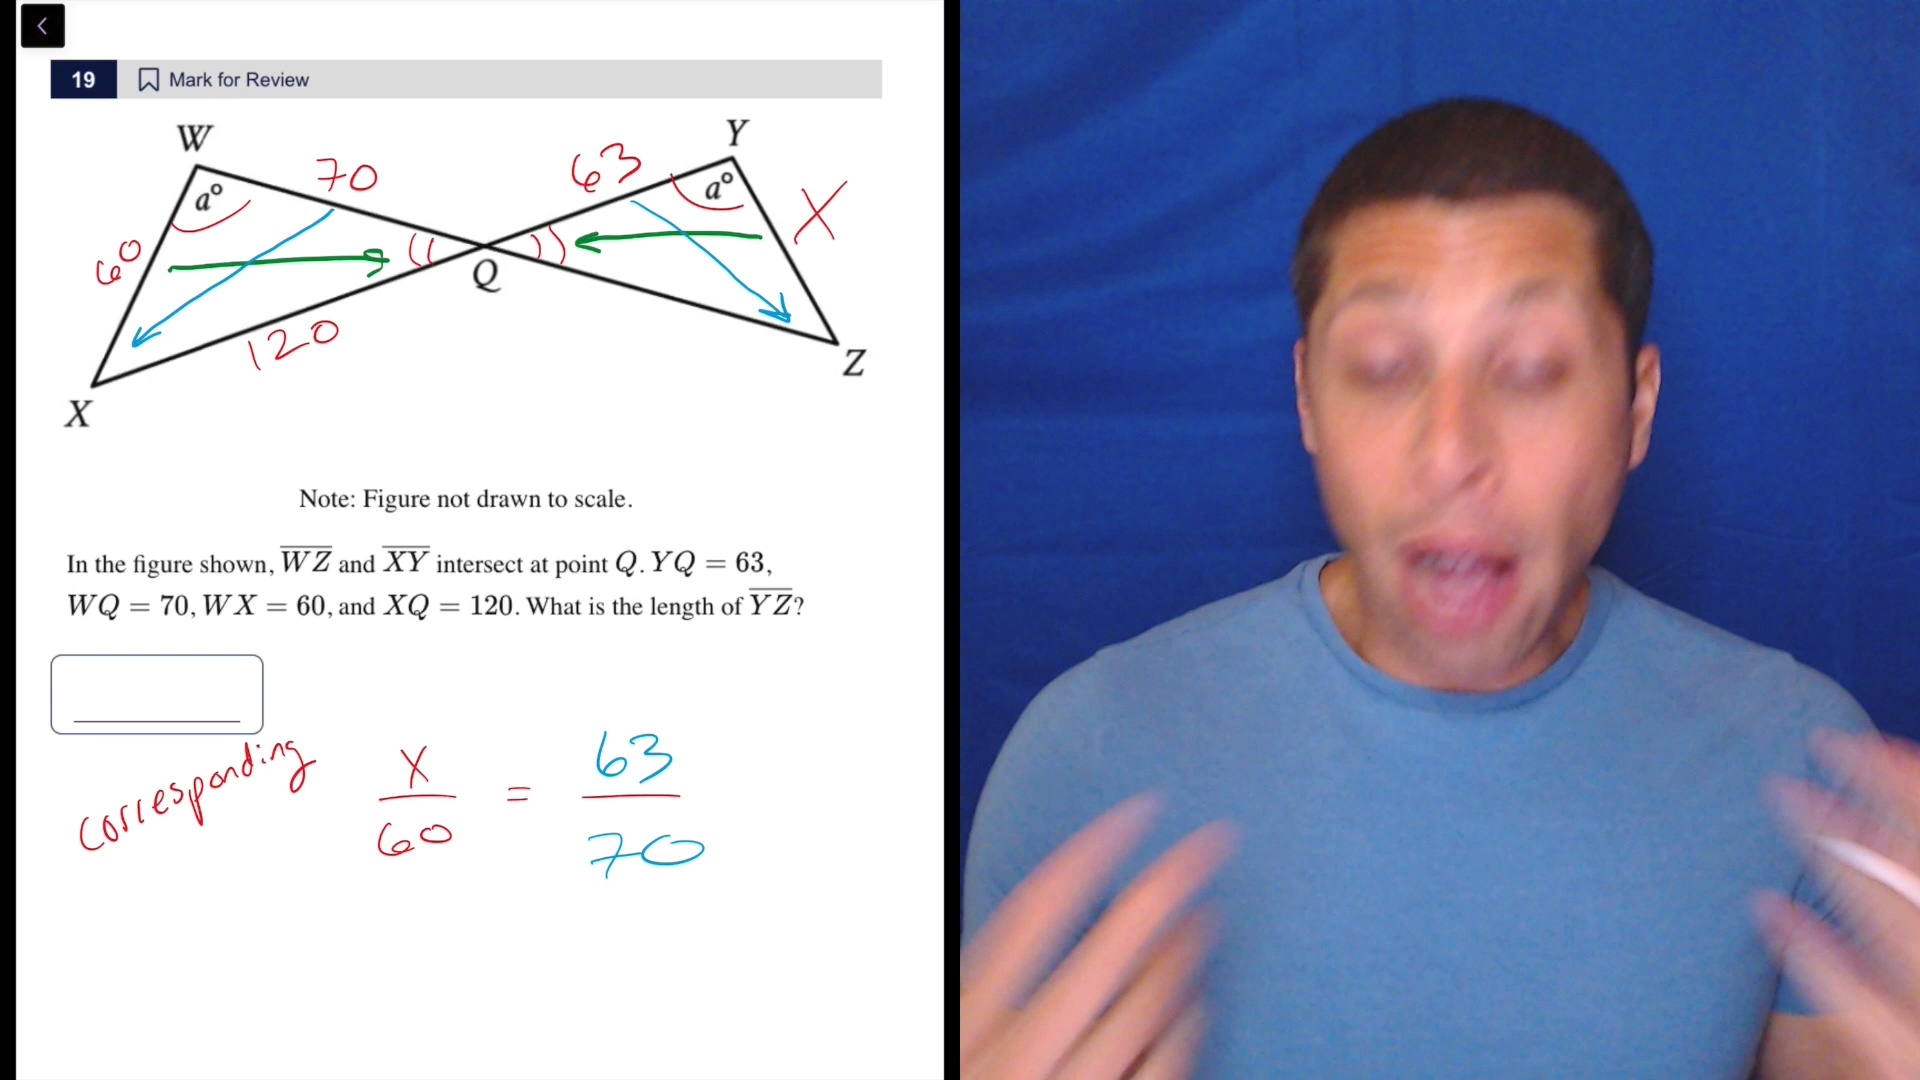 19 Mark for Review
W
Y
70
63
a°
a°
X
60
Q
120
Z
X
Note: Figure not drawn to scale.
In the figure shown, WZ and XY intersect at point Q. YQ = 63,
WQ = 70, WX = 60, and XQ = 120. What is the length of YZ?
corresponding
x/60 = 63/70